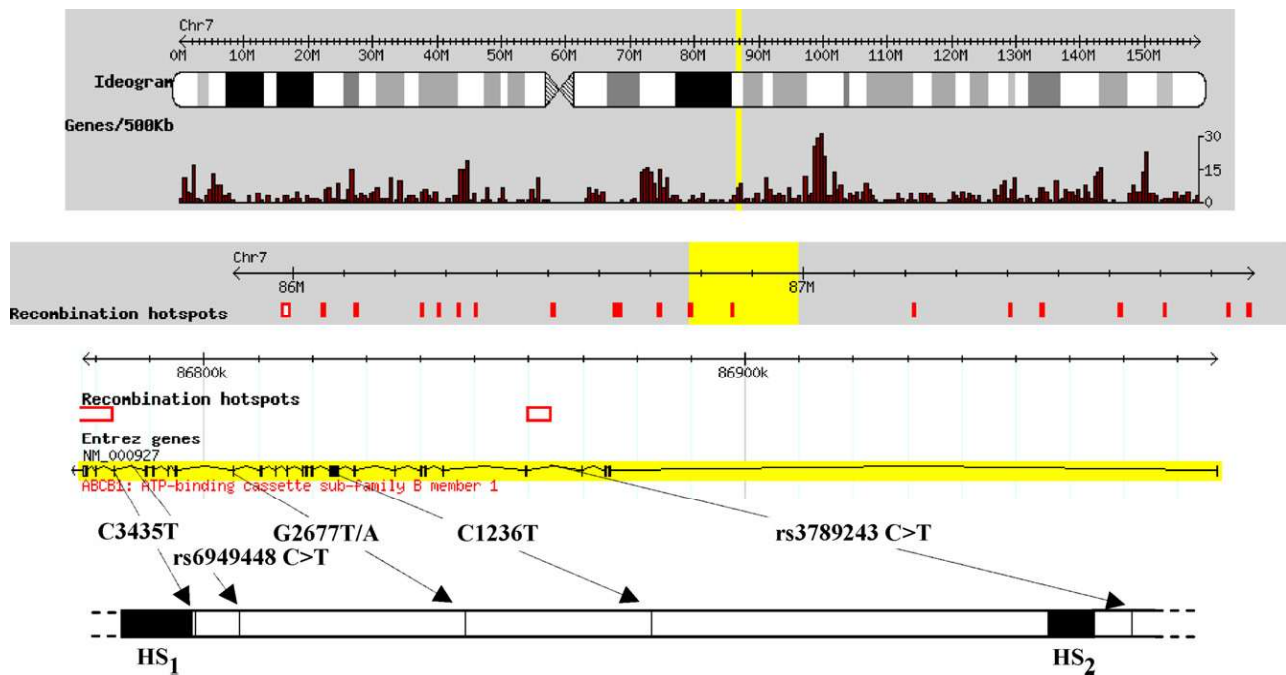 Chr7
0M 10M 20M 30M 40M 50M 60M 70M 80M 90M 100M 110M 120M 130M 140M 150M
Ideogram
Genes/500Kb
30
15
0
Chr7
86M 87M
Recombination hotspots
86800k 86900k
Recombination hotspots
Entrez genes
NM_000927
ABCB1: ATP-binding cassette sub-family B member 1
C3435T G2677T/A C1236T rs3789243 C>T
rs6949448 C>T
HS1 HS2